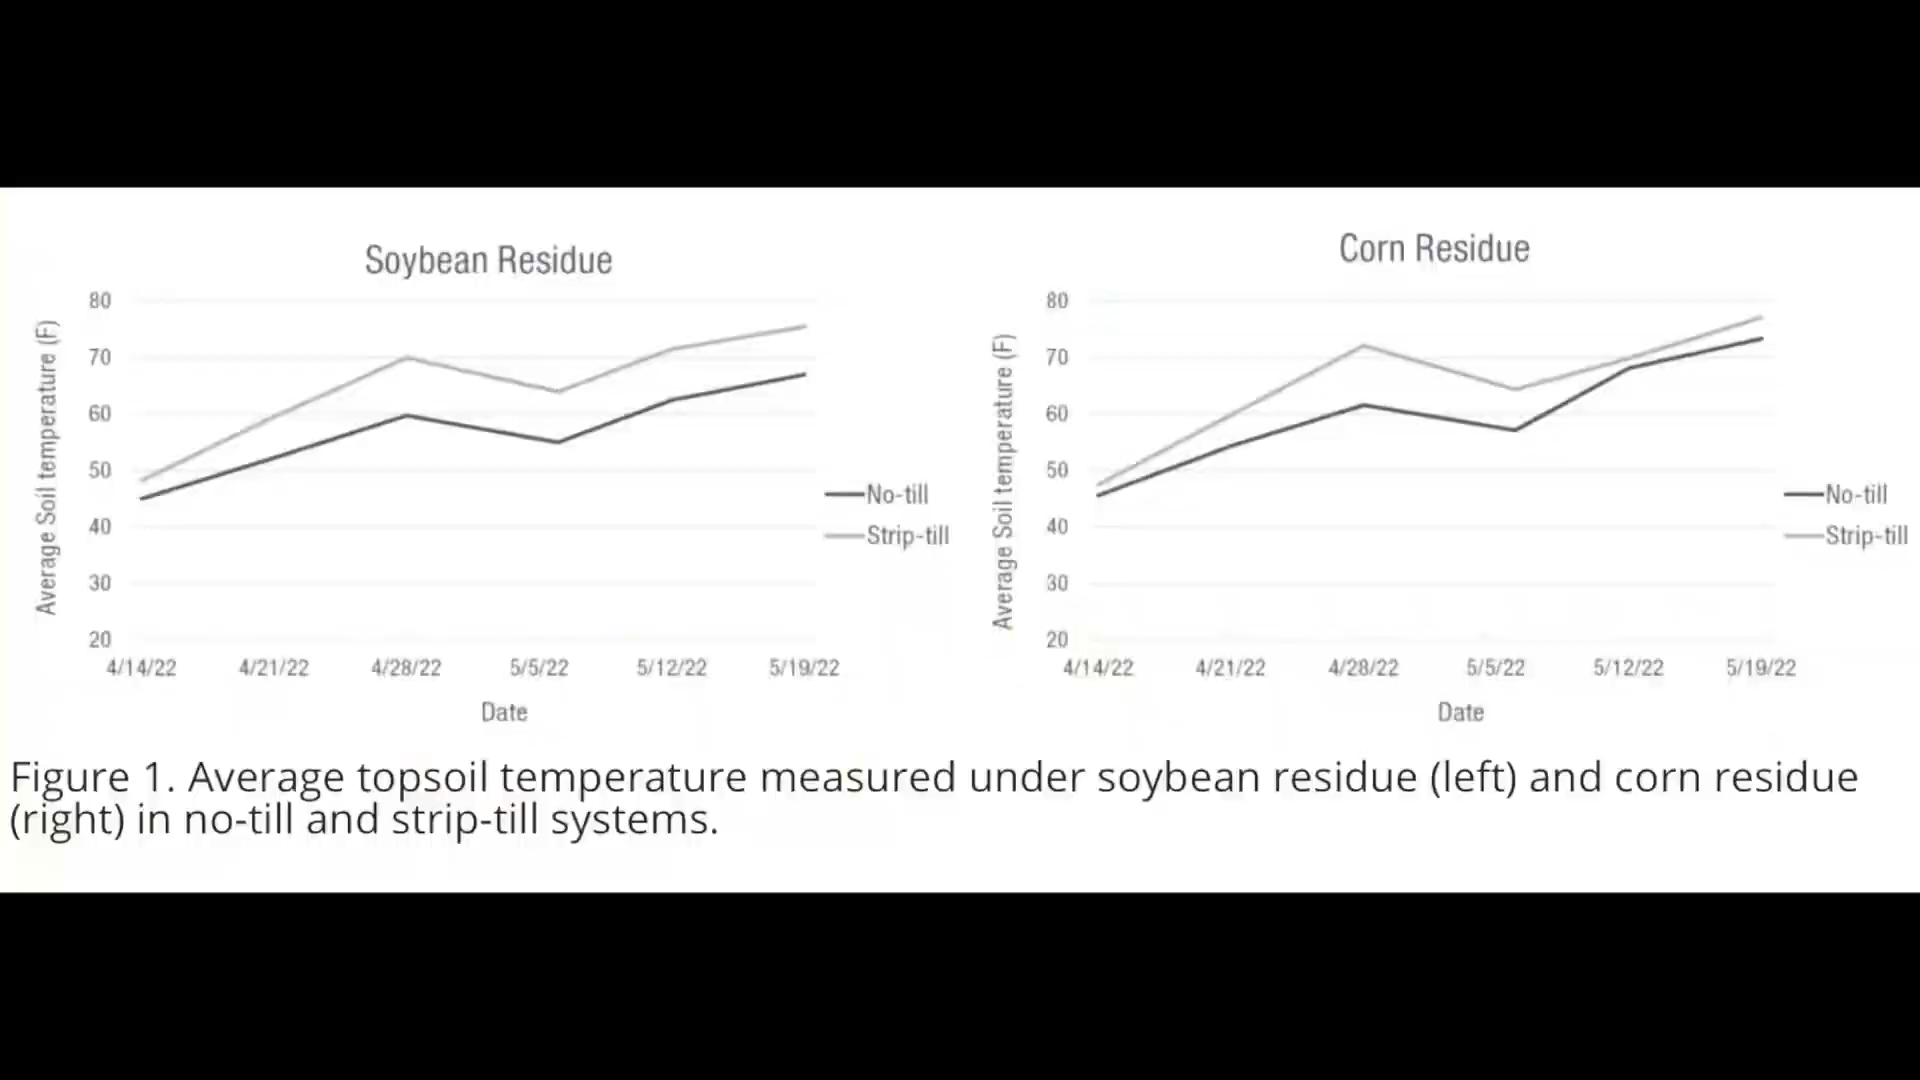 Soybean Residue
Average Soil temperature (F)
80
70
60
50
40
30
20
4/14/22 4/21/22 4/28/22 5/5/22 5/12/22 5/19/22
Date
No-till
Strip-till
Corn Residue
Average Soil temperature (F)
80
70
60
50
40
30
20
4/14/22 4/21/22 4/28/22 5/5/22 5/12/22 5/19/22
Date
No-till
Strip-till
Figure 1. Average topsoil temperature measured under soybean residue (left) and corn residue
(right) in no-till and strip-till systems.